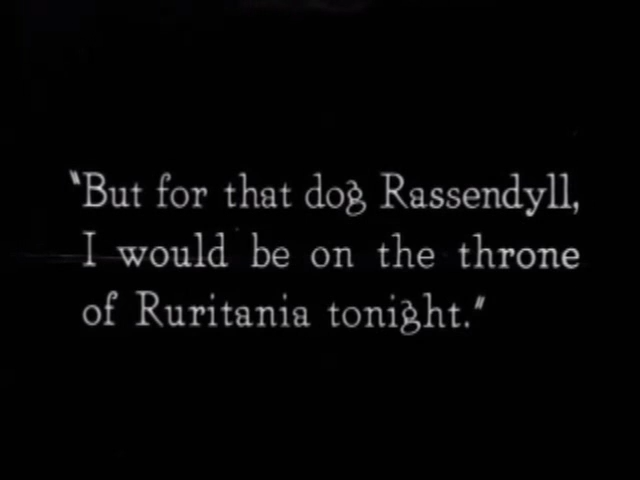 "But for that dog Rassendyll,
I would be on the throne
of Ruritania tonight."